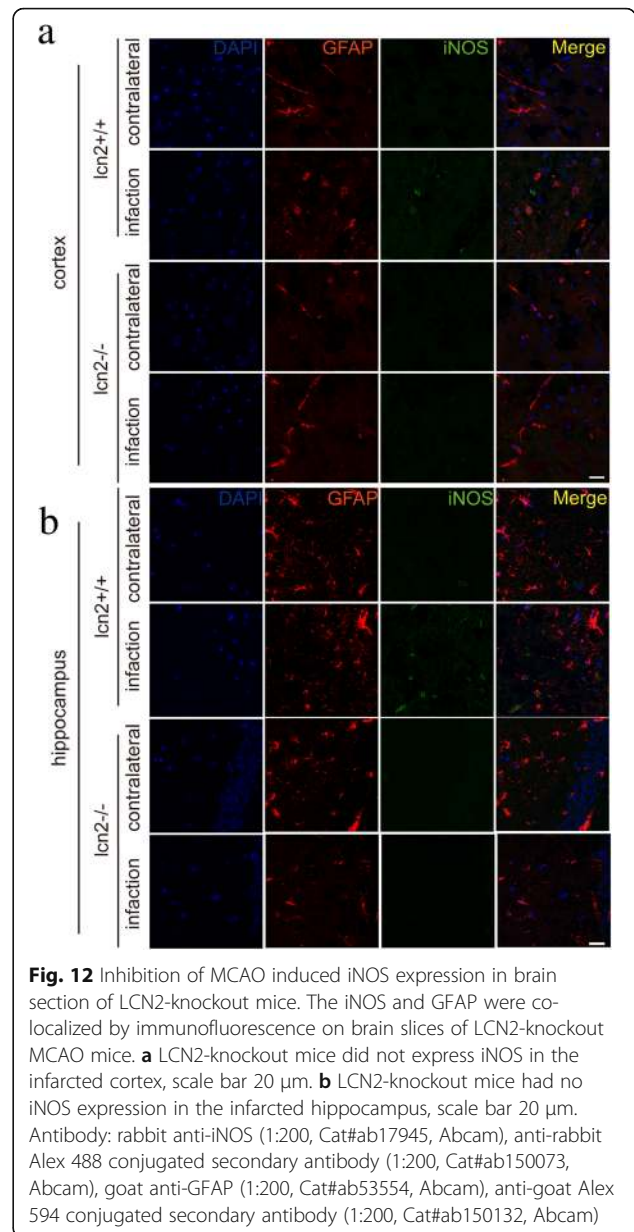 a
DAPI GFAP iNOS Merge
cortex
lcn2+/+
contralateral
infaction
lcn2-/-
contralateral
infaction
b
DAPI GFAP iNOS Merge
hippocampus
lcn2+/+
contralateral
infaction
lcn2-/-
contralateral
infaction
Fig. 12 Inhibition of MCAO induced iNOS expression in brain
section of LCN2-knockout mice. The iNOS and GFAP were co-
localized by immunofluorescence on brain slices of LCN2-knockout
MCAO mice. a LCN2-knockout mice did not express iNOS in the
infarcted cortex, scale bar 20 μm. b LCN2-knockout mice had no
iNOS expression in the infarcted hippocampus, scale bar 20 μm.
Antibody: rabbit anti-iNOS (1:200, Cat#ab17945, Abcam), anti-rabbit
Alex 488 conjugated secondary antibody (1:200, Cat#ab150073,
Abcam), goat anti-GFAP (1:200, Cat#ab53554, Abcam), anti-goat Alex
594 conjugated secondary antibody (1:200, Cat#ab150132, Abcam)